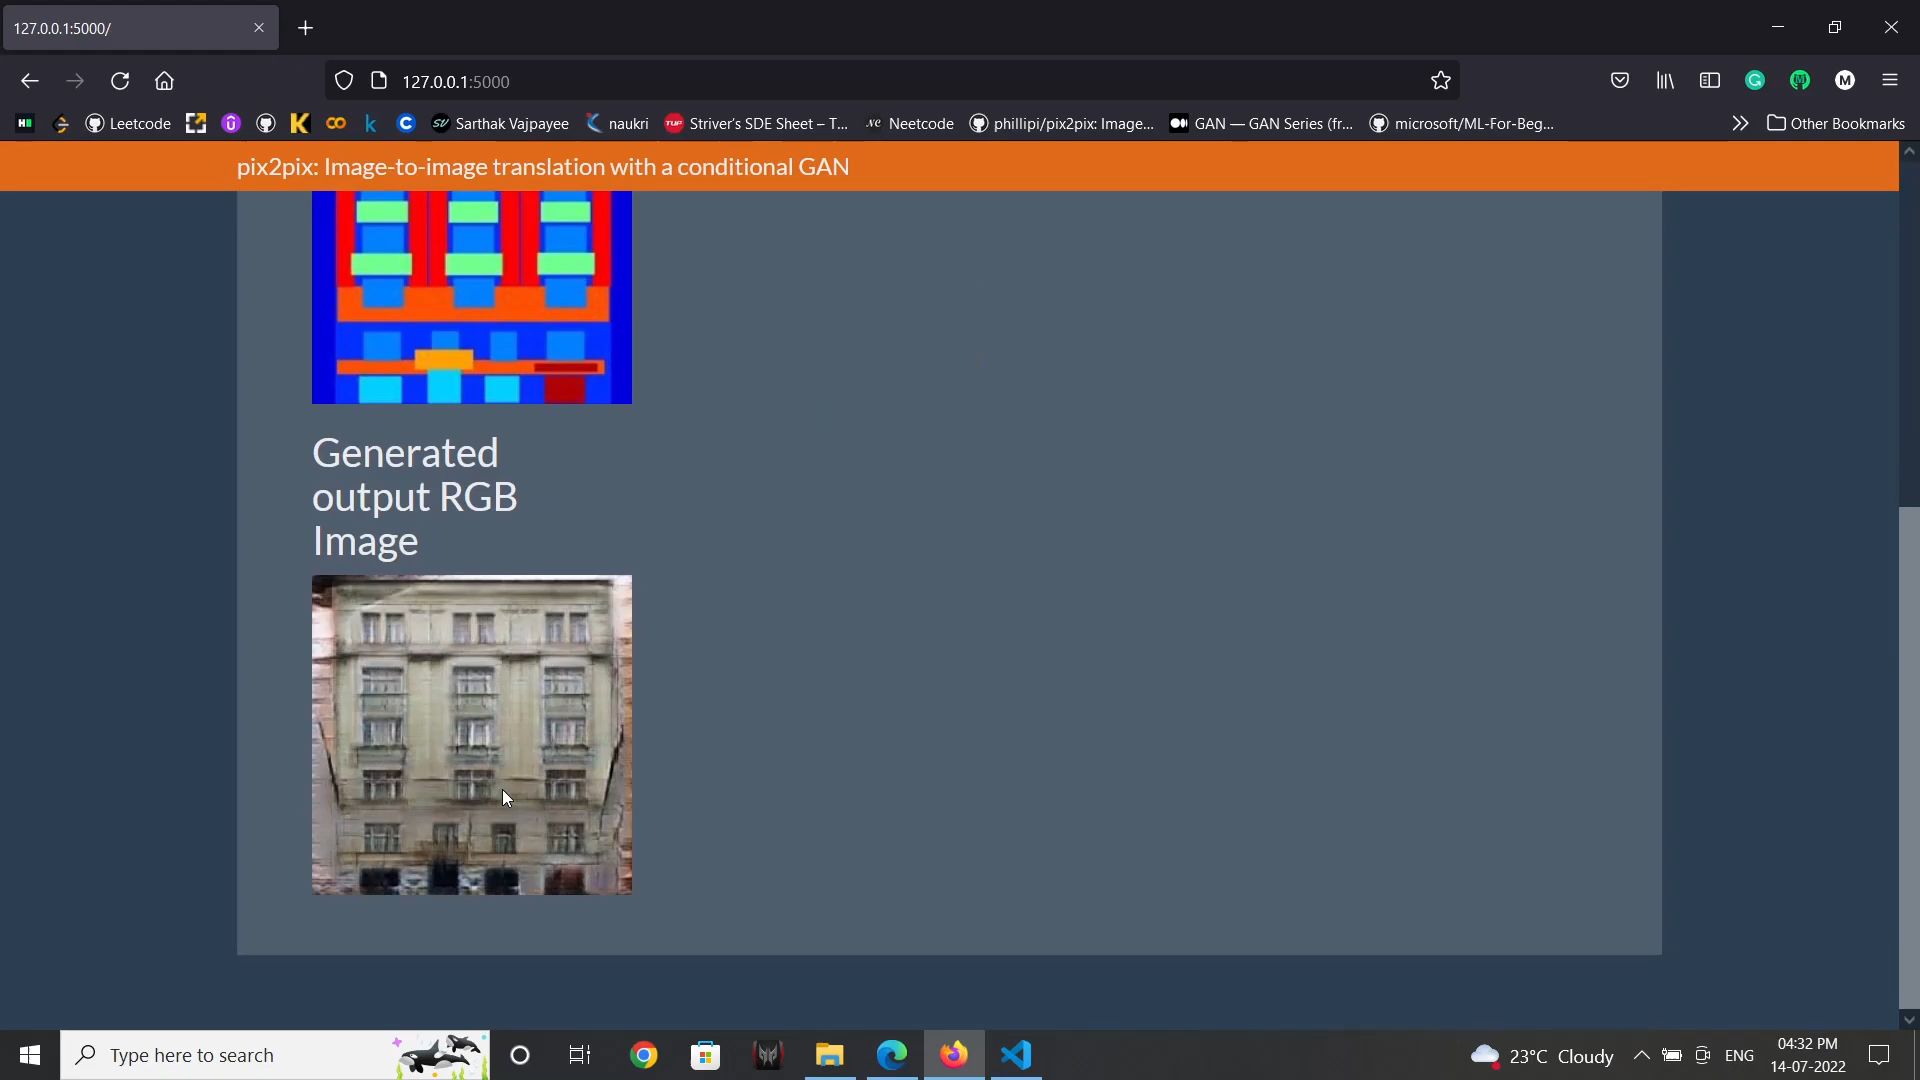 127.0.0.1:5000/
127.0.0.1:5000
Leetcode
Sarthak Vajpayee
naukri
Striver's SDE Sheet – T...
Neetcode
phillipi/pix2pix: Image...
GAN — GAN Series (fr...
microsoft/ML-For-Beg...
Other Bookmarks
pix2pix: Image-to-image translation with a conditional GAN
Generated
output RGB
Image
Type here to search
23°C Cloudy
ENG
04:32 PM
14-07-2022